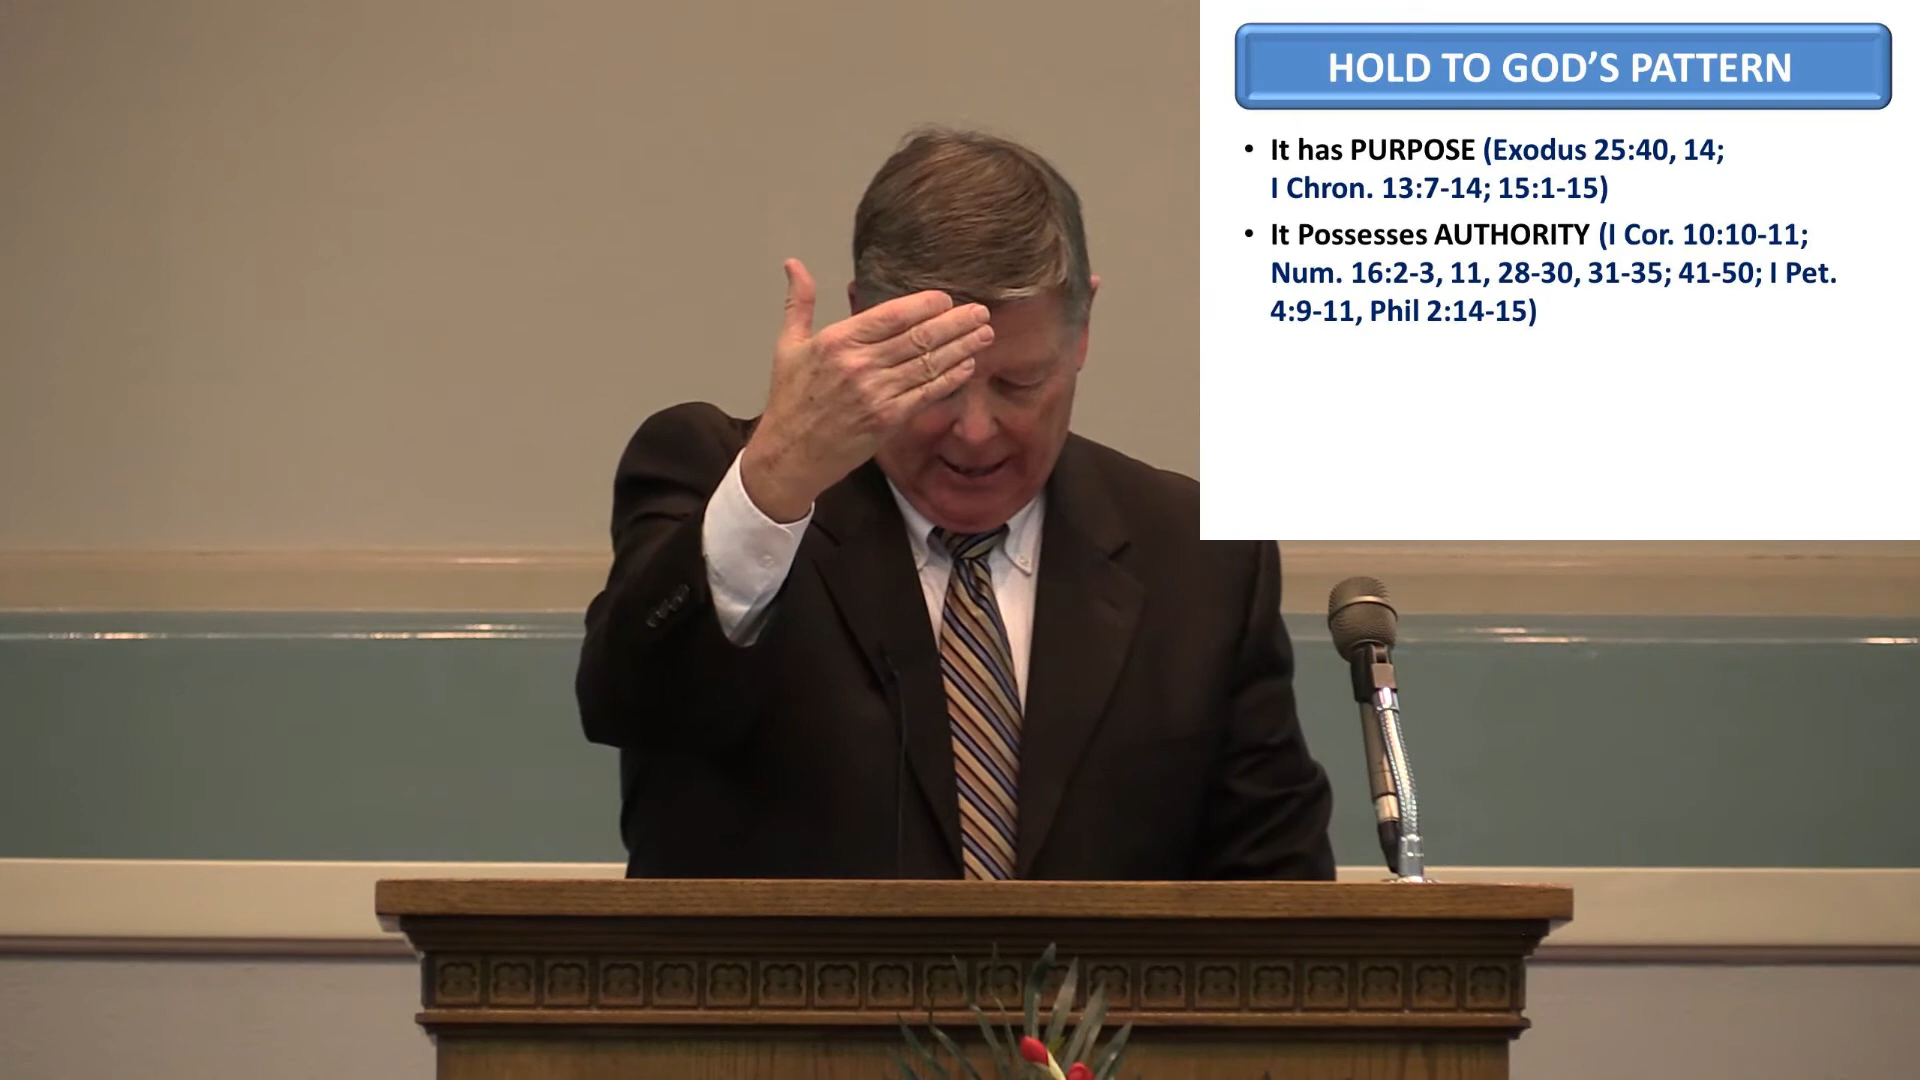 HOLD TO GOD'S PATTERN
• It has PURPOSE (Exodus 25:40, 14;
I Chron. 13:7-14; 15:1-15)
• It Possesses AUTHORITY (I Cor. 10:10-11;
Num. 16:2-3, 11, 28-30, 31-35; 41-50; I Pet.
4:9-11, Phil 2:14-15)